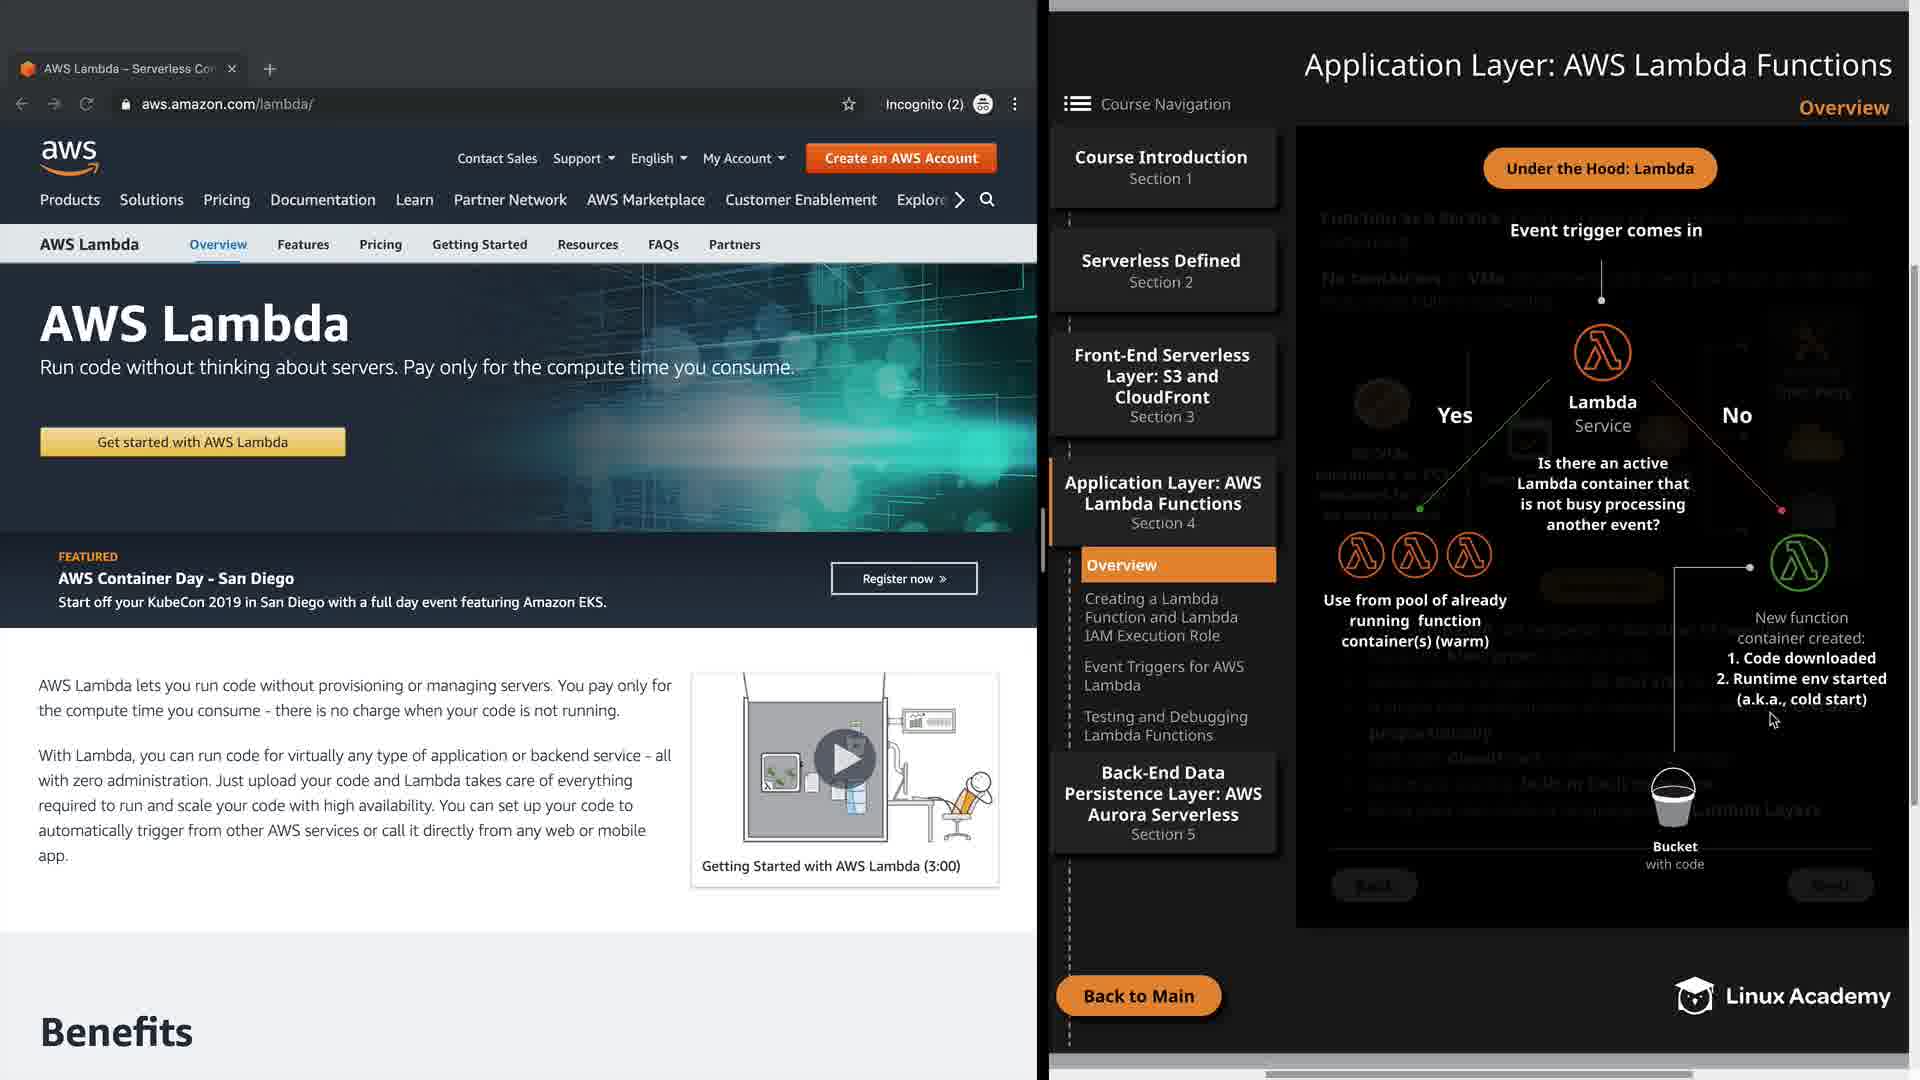 AWS Lambda – Serverless Co
aws.amazon.com/lambda/
Incognito (2)
aws
Contact Sales
Support
English
My Account
Create an AWS Account
Products
Solutions
Pricing
Documentation
Learn
Partner Network
AWS Marketplace
Customer Enablement
Explore
AWS Lambda
Overview
Features
Pricing
Getting Started
Resources
FAQs
Partners
AWS Lambda
Run code without thinking about servers. Pay only for the compute time you consume.
Get started with AWS Lambda
FEATURED
AWS Container Day - San Diego
Start off your KubeCon 2019 in San Diego with a full day event featuring Amazon EKS.
Register now »
AWS Lambda lets you run code without provisioning or managing servers. You pay only for
the compute time you consume - there is no charge when your code is not running.
With Lambda, you can run code for virtually any type of application or backend service - all
with zero administration. Just upload your code and Lambda takes care of everything
required to run and scale your code with high availability. You can set up your code to
automatically trigger from other AWS services or call it directly from any web or mobile
app.
Getting Started with AWS Lambda (3:00)
Benefits
Application Layer: AWS Lambda Functions
Overview
Course Navigation
Course Introduction
Section 1
Serverless Defined
Section 2
Front-End Serverless
Layer: S3 and
CloudFront
Section 3
Application Layer: AWS
Lambda Functions
Section 4
Overview
Creating a Lambda
Function and Lambda
IAM Execution Role
Event Triggers for AWS
Lambda
Testing and Debugging
Lambda Functions
Back-End Data
Persistence Layer: AWS
Aurora Serverless
Section 5
Back to Main
Under the Hood: Lambda
Event trigger comes in
Lambda
Service
Yes
No
Is there an active
Lambda container that
is not busy processing
another event?
Use from pool of already
running function
container(s) (warm)
New function
container created:
1. Code downloaded
2. Runtime env started
(a.k.a., cold start)
Bucket
with code
Lambda Layers
Back
Next
Linux Academy